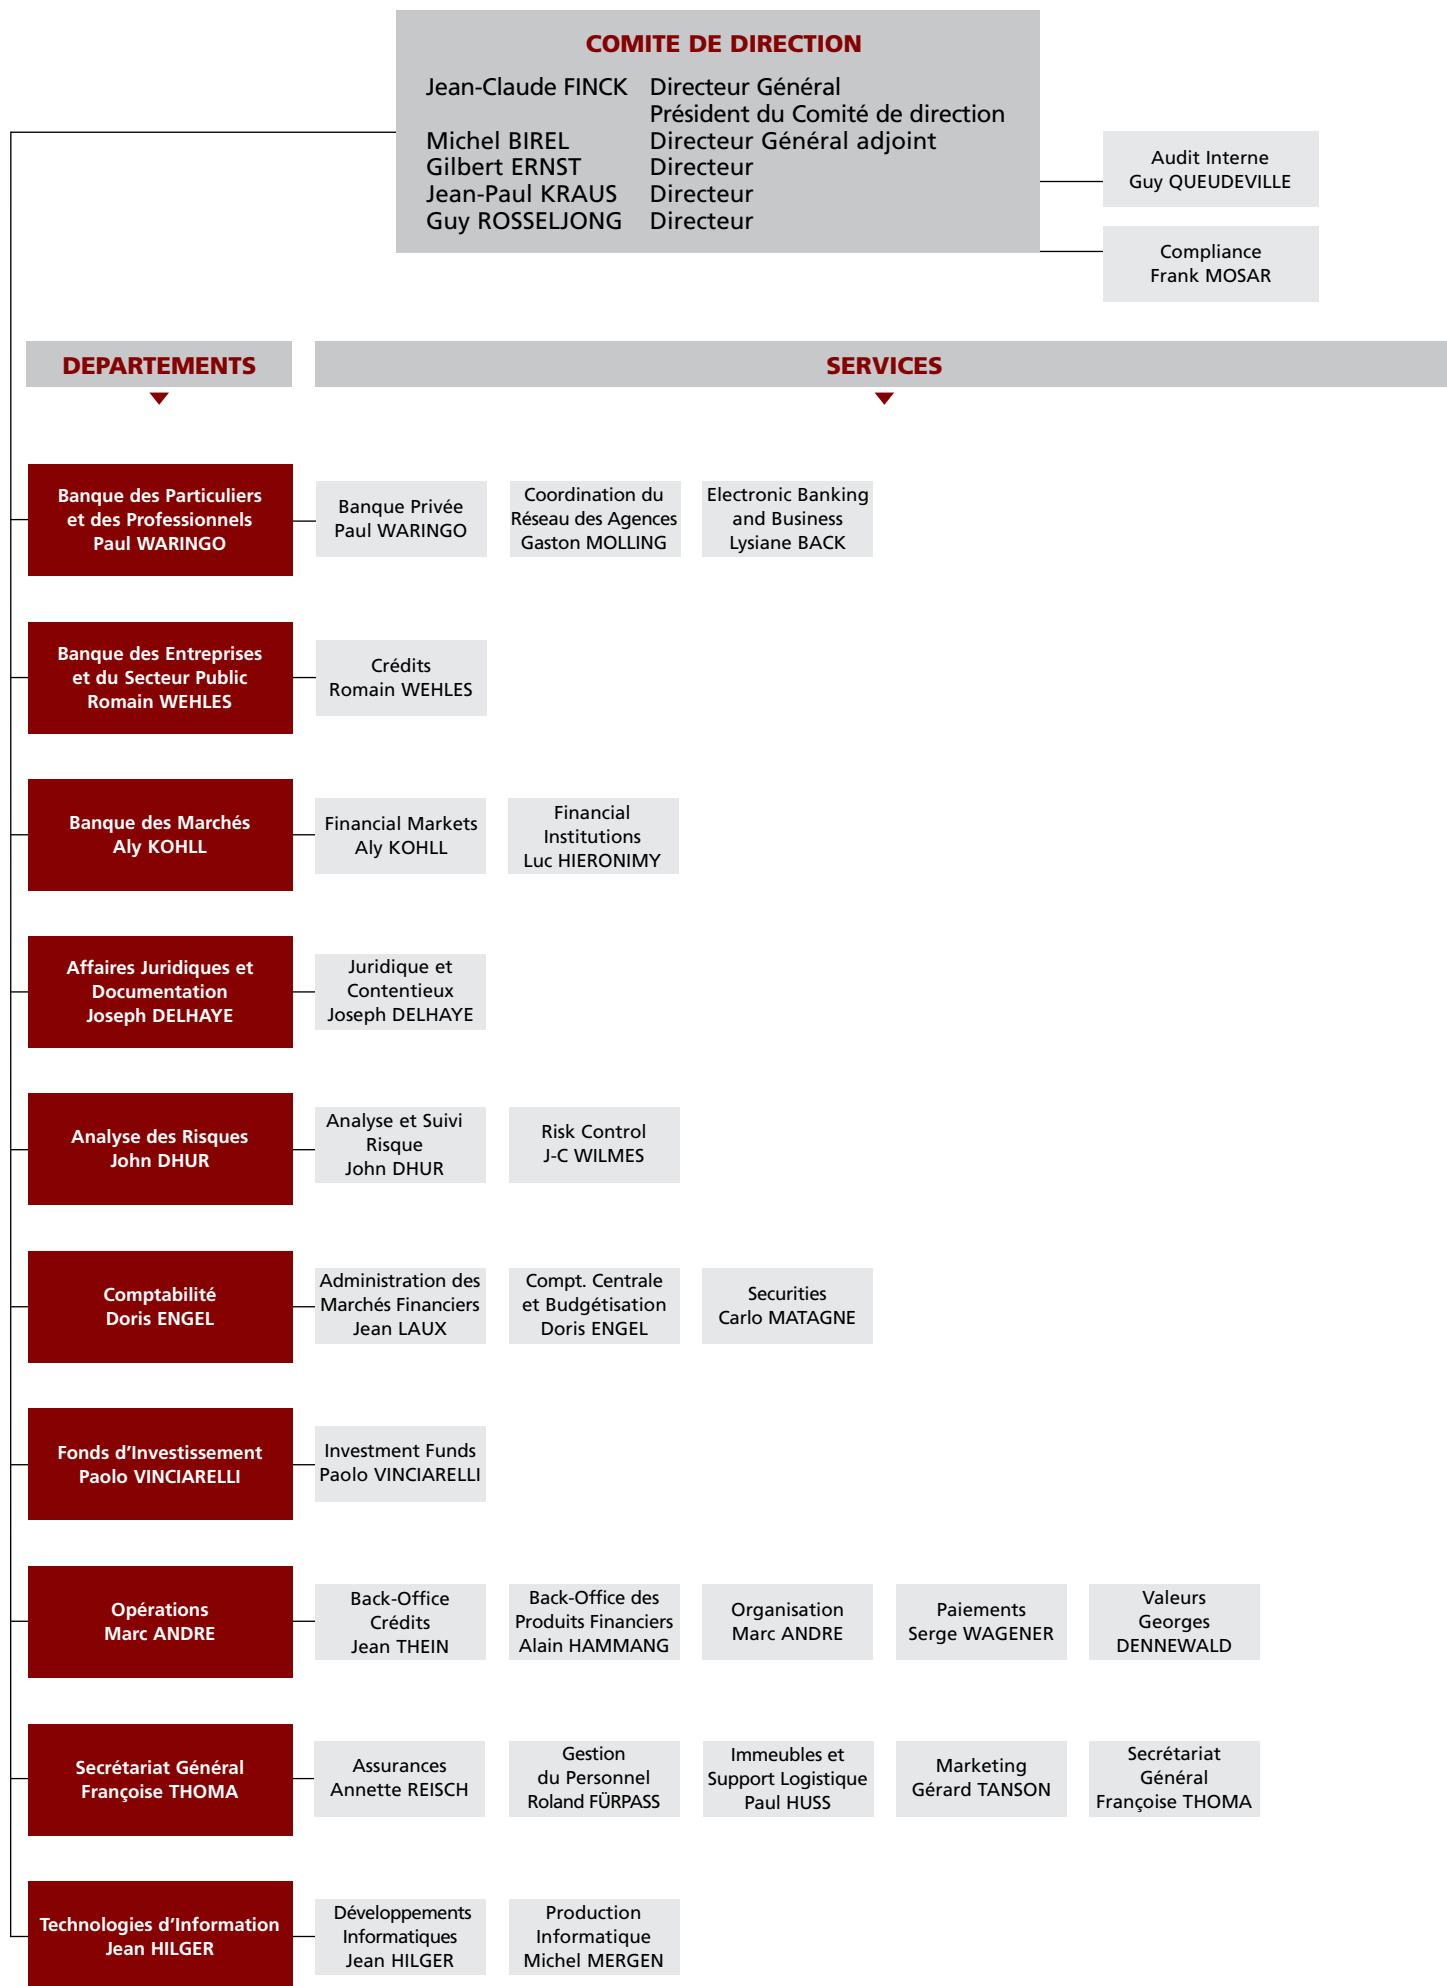 COMITE DE DIRECTION
Jean-Claude FINCK Directeur Général
Président du Comité de direction
Michel BIREL Directeur Général adjoint
Gilbert ERNST Directeur
Jean-Paul KRAUS Directeur
Guy ROSSELJONG Directeur
Audit Interne
Guy QUEUDEVILLE
Compliance
Frank MOSAR
DEPARTEMENTS
SERVICES
Banque des Particuliers
et des Professionnels
Paul WARINGO
Banque Privée
Paul WARINGO
Coordination du
Réseau des Agences
Gaston MOLLING
Electronic Banking
and Business
Lysiane BACK
Banque des Entreprises
et du Secteur Public
Romain WEHLES
Crédits
Romain WEHLES
Banque des Marchés
Aly KOHLL
Financial Markets
Aly KOHLL
Financial
Institutions
Luc HIERONIMY
Affaires Juridiques et
Documentation
Joseph DELHAYE
Juridique et
Contentieux
Joseph DELHAYE
Analyse des Risques
John DHUR
Analyse et Suivi
Risque
John DHUR
Risk Control
J-C WILMES
Comptabilité
Doris ENGEL
Administration des
Marchés Financiers
Jean LAUX
Compt. Centrale
et Budgétisation
Doris ENGEL
Securities
Carlo MATAGNE
Fonds d'Investissement
Paolo VINCIARELLI
Investment Funds
Paolo VINCIARELLI
Opérations
Marc ANDRE
Back-Office
Crédits
Jean THEIN
Back-Office des
Produits Financiers
Alain HAMMANG
Organisation
Marc ANDRE
Paiements
Serge WAGENER
Valeurs
Georges
DENNEWALD
Secrétariat Général
Françoise THOMA
Assurances
Annette REISCH
Gestion
du Personnel
Roland FÜRPASS
Immeubles et
Support Logistique
Paul HUSS
Marketing
Gérard TANSON
Secrétariat
Général
Françoise THOMA
Technologies d'Information
Jean HILGER
Développements
Informatiques
Jean HILGER
Production
Informatique
Michel MERGEN